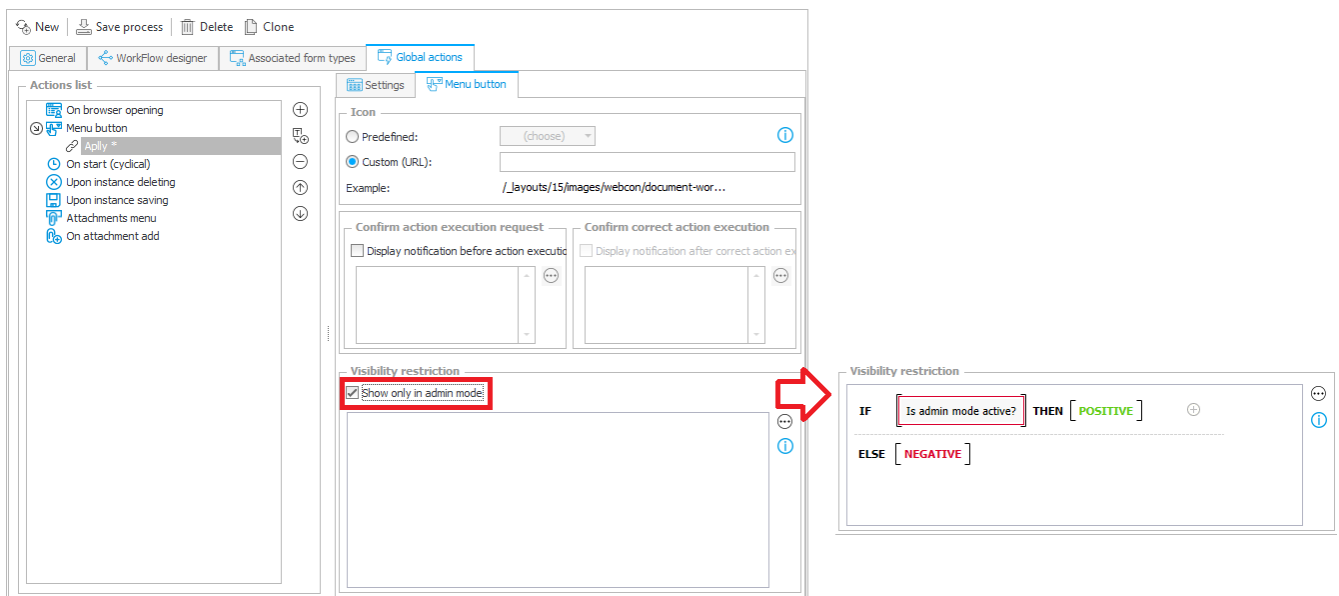 New Save process Delete Clone
General WorkFlow designer Associated form types Global actions
Actions list
On browser opening
Menu button
Aplly *
On start (cyclical)
Upon instance deleting
Upon instance saving
Attachments menu
On attachment add
Settings Menu button
Icon
Predefined: (choose)
Custom (URL):
Example: /_layouts/15/images/webcon/document-wor...
Confirm action execution request Confirm correct action execution
Display notification before action executic Display notification after correct action ex
Visibility restriction
Show only in admin mode
Visibility restriction
IF Is admin mode active? THEN POSITIVE
ELSE NEGATIVE